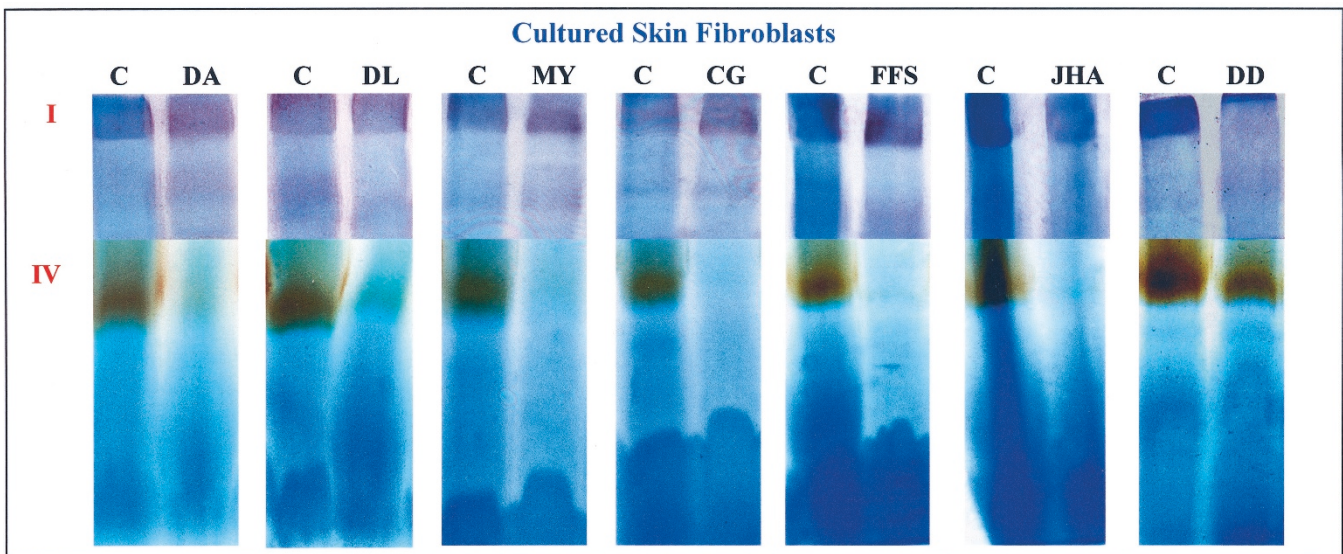 Cultured Skin Fibroblasts
C DA C DL C MY C CG C FFS C JHA C DD
I
IV